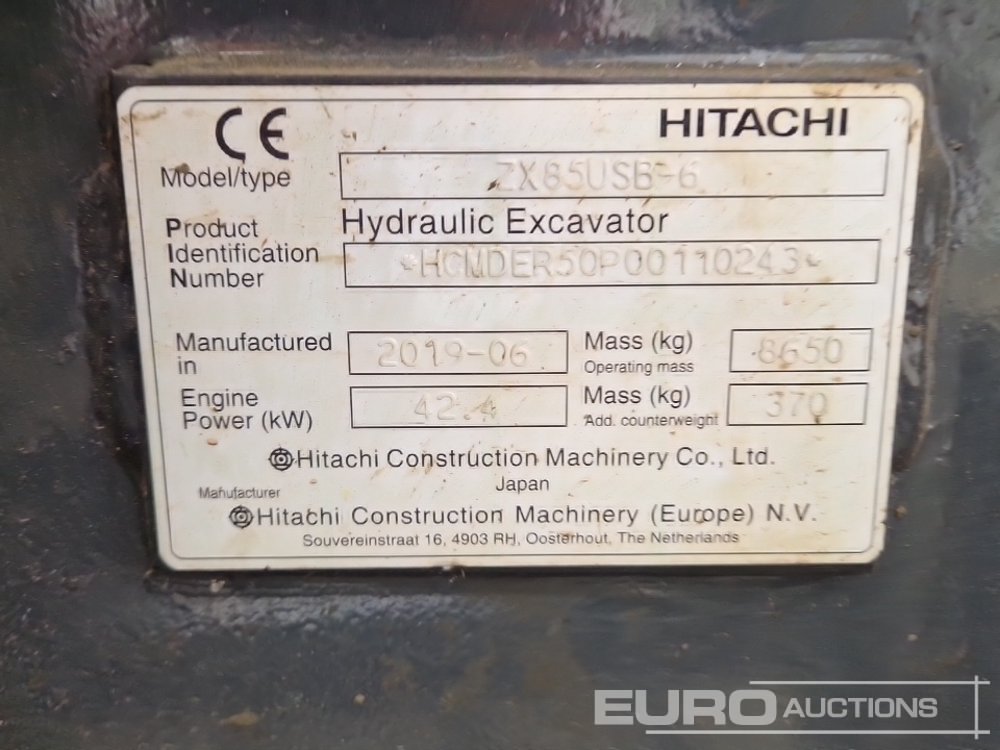 CE HITACHI
Model/type ZX85USB-6
Hydraulic Excavator
Product
Identification
Number
*HCMDER50P00110243*
Manufactured
in
2019-06
Mass (kg)
Operating mass
8650
Engine
Power (kW)
42.4
Mass (kg)
Add. counterweight
370
Hitachi Construction Machinery Co., Ltd.
Japan
Manufacturer
Hitachi Construction Machinery (Europe) N.V.
Souvereinstraat 16, 4903 RH, Oosterhout, The Netherlands
EURO AUCTIONS